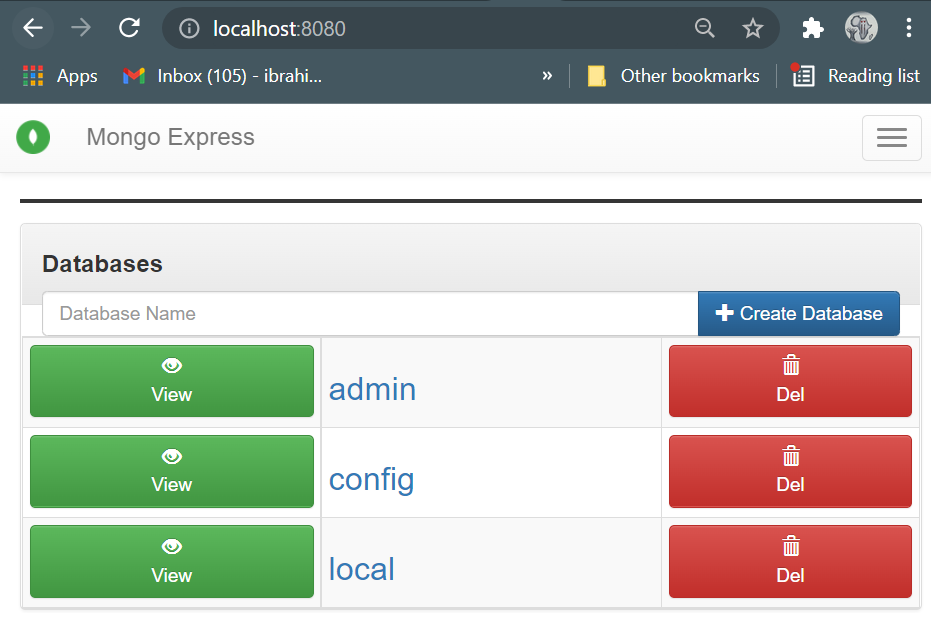 localhost:8080
Apps Inbox (105) - ibrahi... » Other bookmarks Reading list
Mongo Express
Databases
Database Name Create Database
View admin Del
View config Del
View local Del